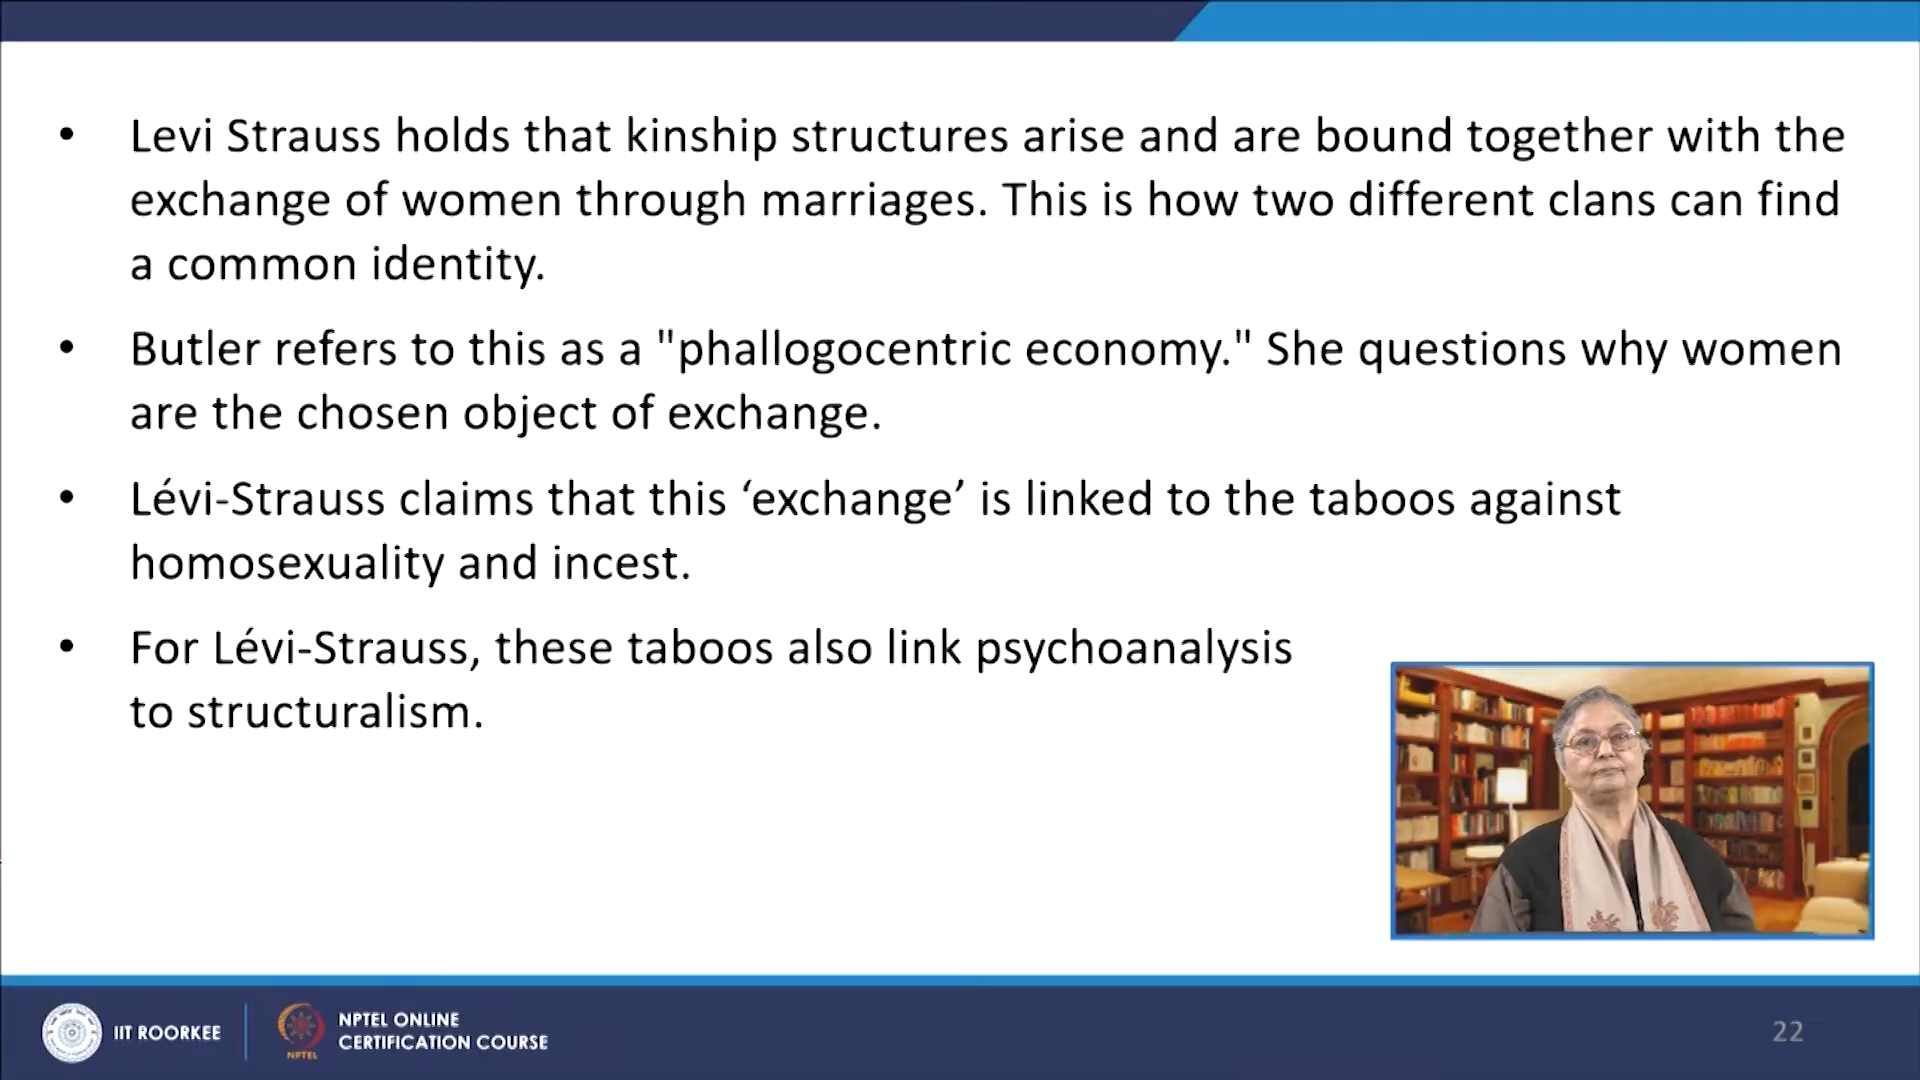 • Levi Strauss holds that kinship structures arise and are bound together with the
exchange of women through marriages. This is how two different clans can find
a common identity.
• Butler refers to this as a "phallogocentric economy." She questions why women
are the chosen object of exchange.
• Lévi-Strauss claims that this ‘exchange’ is linked to the taboos against
homosexuality and incest.
• For Lévi-Strauss, these taboos also link psychoanalysis
to structuralism.
IIT ROORKEE
NPTEL
NPTEL ONLINE
CERTIFICATION COURSE
22